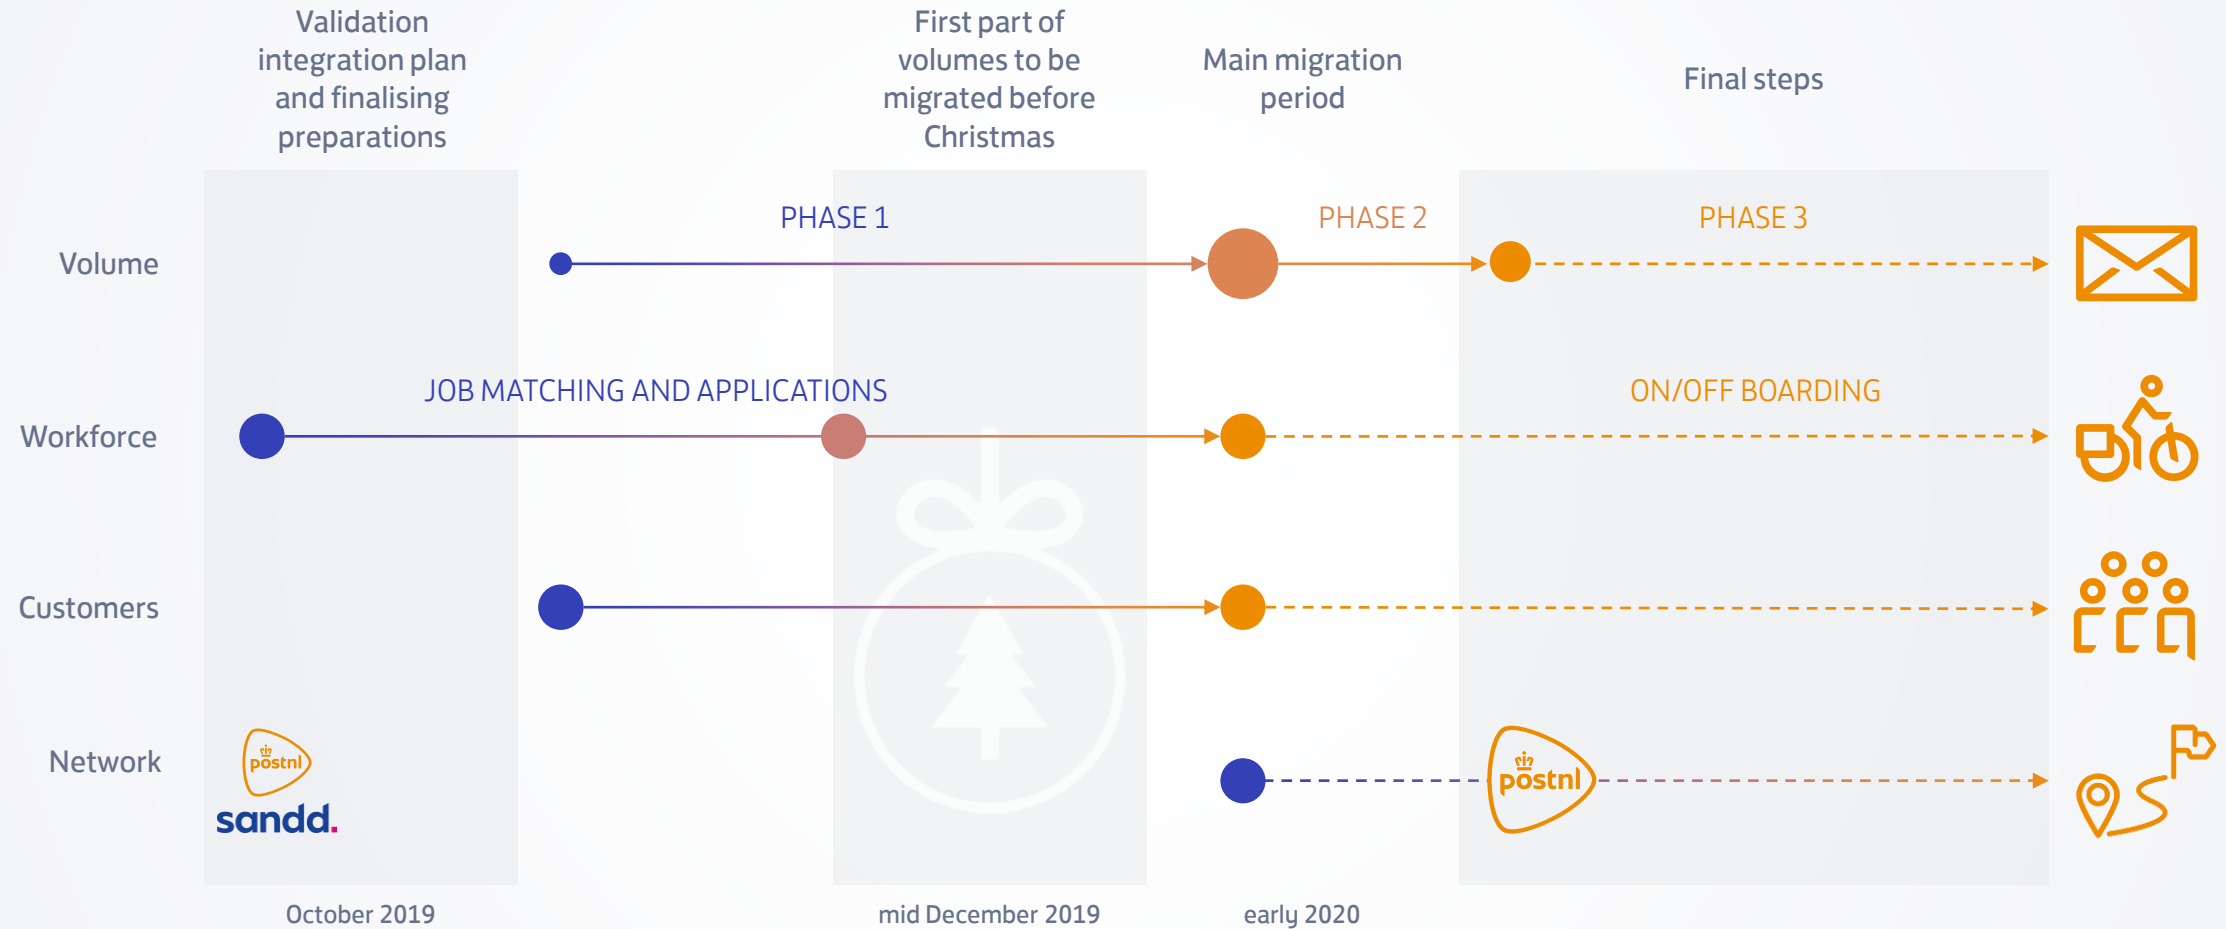 Validation
integration plan
and finalising
preparations
First part of
volumes to be
migrated before
Christmas
Main migration
period
Final steps
PHASE 1
PHASE 2
PHASE 3
Volume
JOB MATCHING AND APPLICATIONS
ON/OFF BOARDING
Workforce
Customers
Network
postnl
sandd.
postnl
October 2019
mid December 2019
early 2020